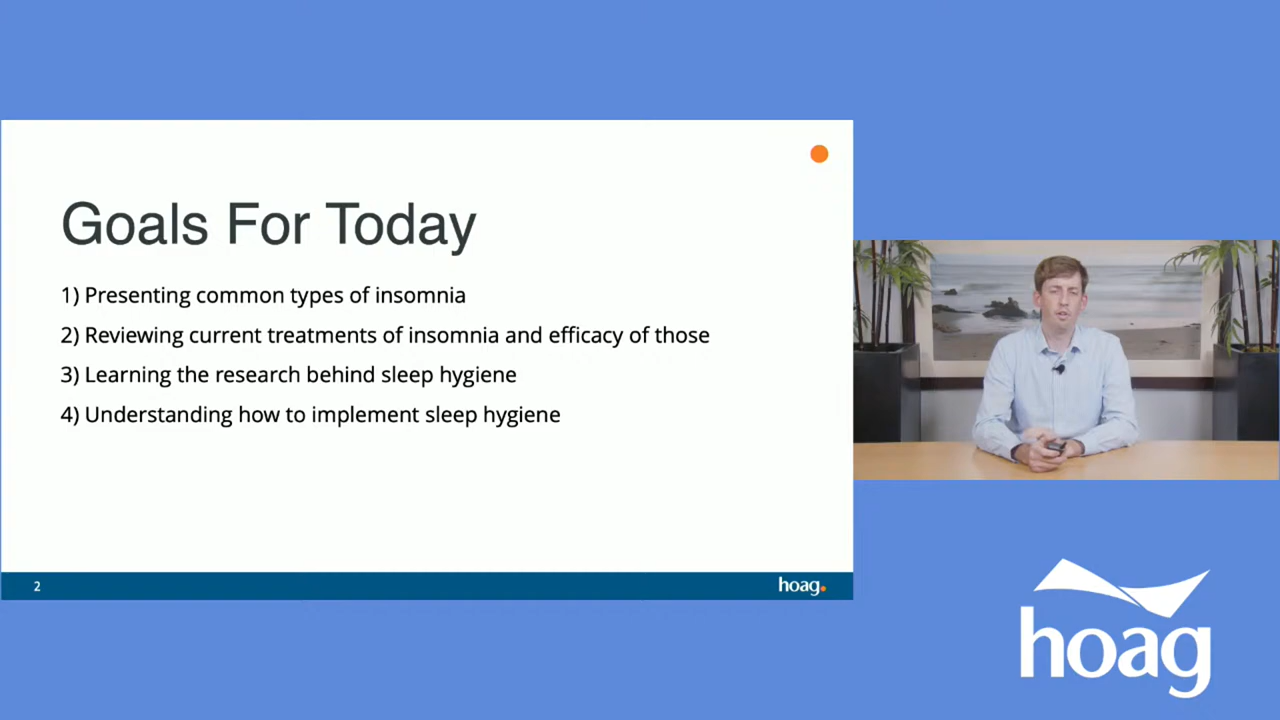 Goals For Today
1) Presenting common types of insomnia
2) Reviewing current treatments of insomnia and efficacy of those
3) Learning the research behind sleep hygiene
4) Understanding how to implement sleep hygiene
2
hoag.
hoag